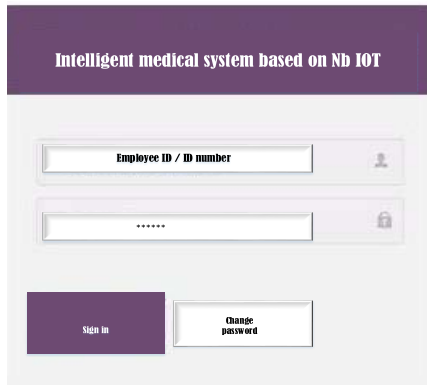 Intelligent medical system based on Nb IOT
Employee ID / ID number
******
Sign in
Change
password